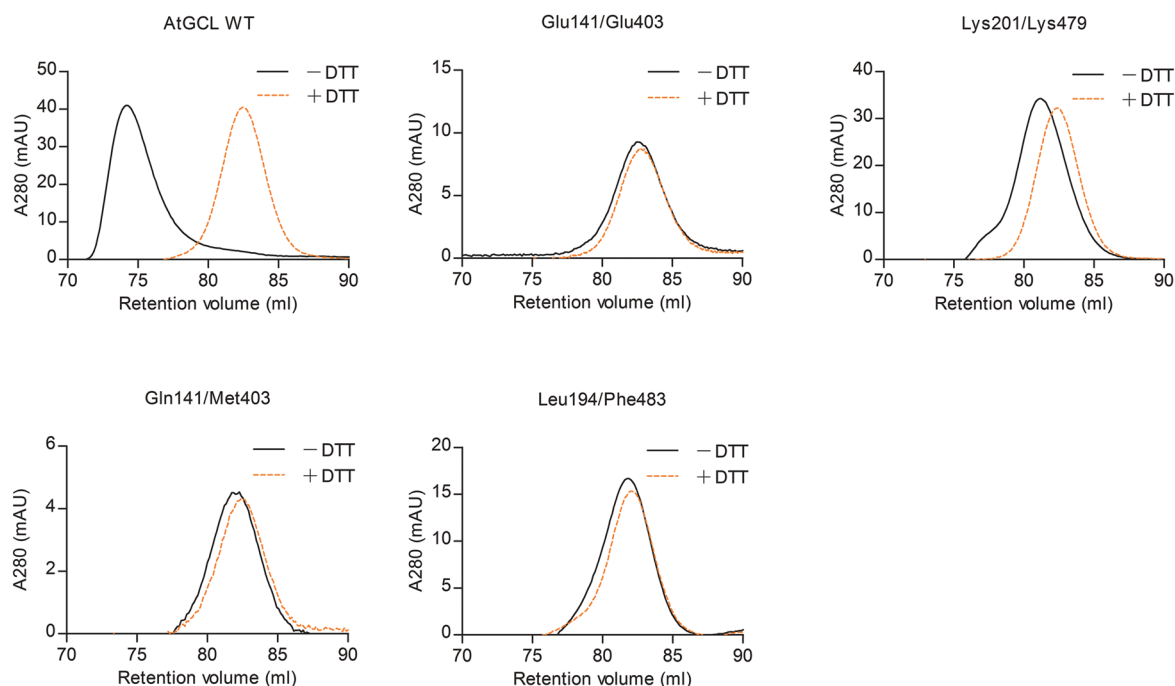 AtGCL WT
50
40
30
20
10
0
A280 (mAU)
70 75 80 85 90
Retention volume (ml)
− DTT
+ DTT
Glu141/Glu403
15
10
5
0
A280 (mAU)
70 75 80 85 90
Retention volume (ml)
− DTT
+ DTT
Lys201/Lys479
40
30
20
10
0
A280 (mAU)
70 75 80 85 90
Retention volume (ml)
− DTT
+ DTT
Gln141/Met403
6
4
2
0
A280 (mAU)
70 75 80 85 90
Retention volume (ml)
− DTT
+ DTT
Leu194/Phe483
20
15
10
5
0
A280 (mAU)
70 75 80 85 90
Retention volume (ml)
− DTT
+ DTT